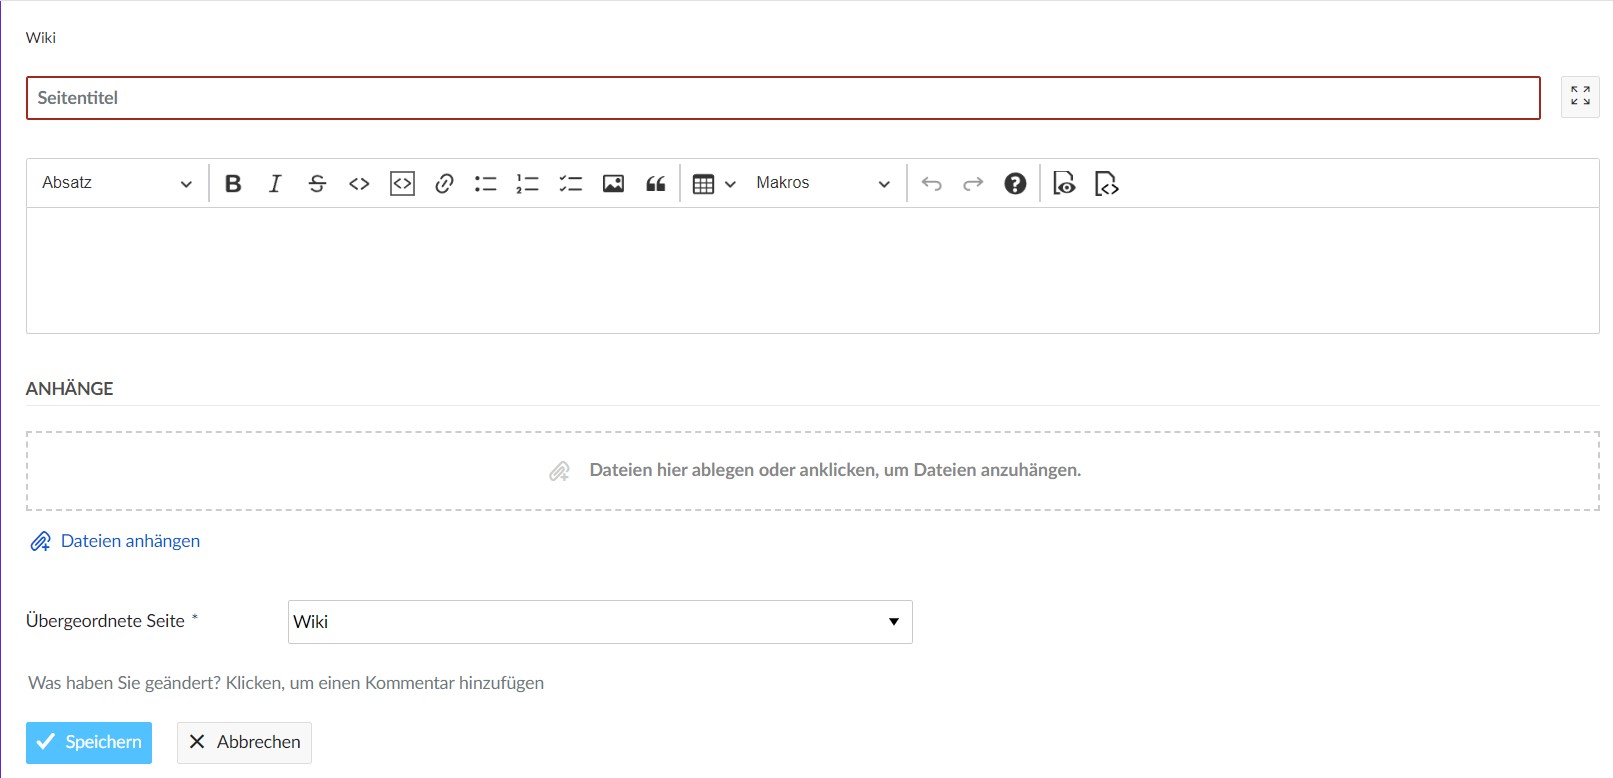 Wiki
Seitentitel
Absatz
Makros
ANHÄNGE
Dateien hier ablegen oder anklicken, um Dateien anzuhängen.
Dateien anhängen
Übergeordnete Seite *
Wiki
Was haben Sie geändert? Klicken, um einen Kommentar hinzufügen
Speichern
Abbrechen